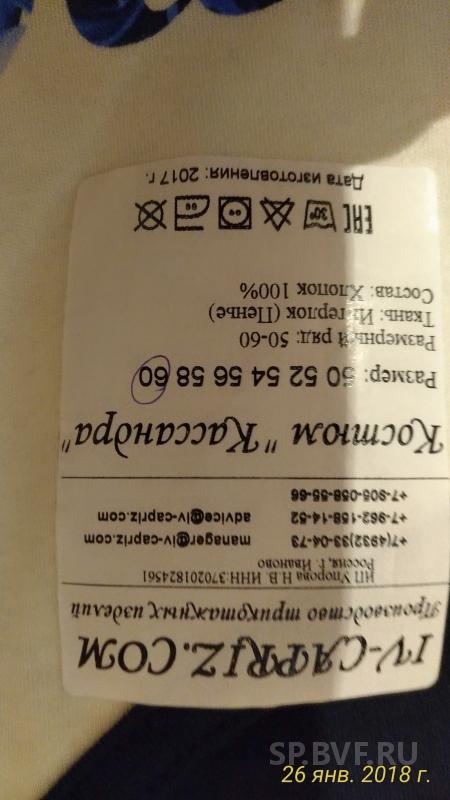 IV-CAPRIZ.COM
Производство трикотажных изделий
ИП Упорова Н.В. ИНН:370201824561
Россия, г. Иваново
+7(4932)33-04-73 manager@iv-capriz.com
+7-962-158-14-52 advice@iv-capriz.com
+7-905-058-55-66
Костюм "Кассандра"
Размер: 50 52 54 56 58 60
Размерный ряд: 50-60
Ткань: Интерлок (Пенье)
Состав: Хлопок 100%
EAC 30°
Дата изготовления: 2017 г.
SP.BVF.RU
26 янв. 2018 г.